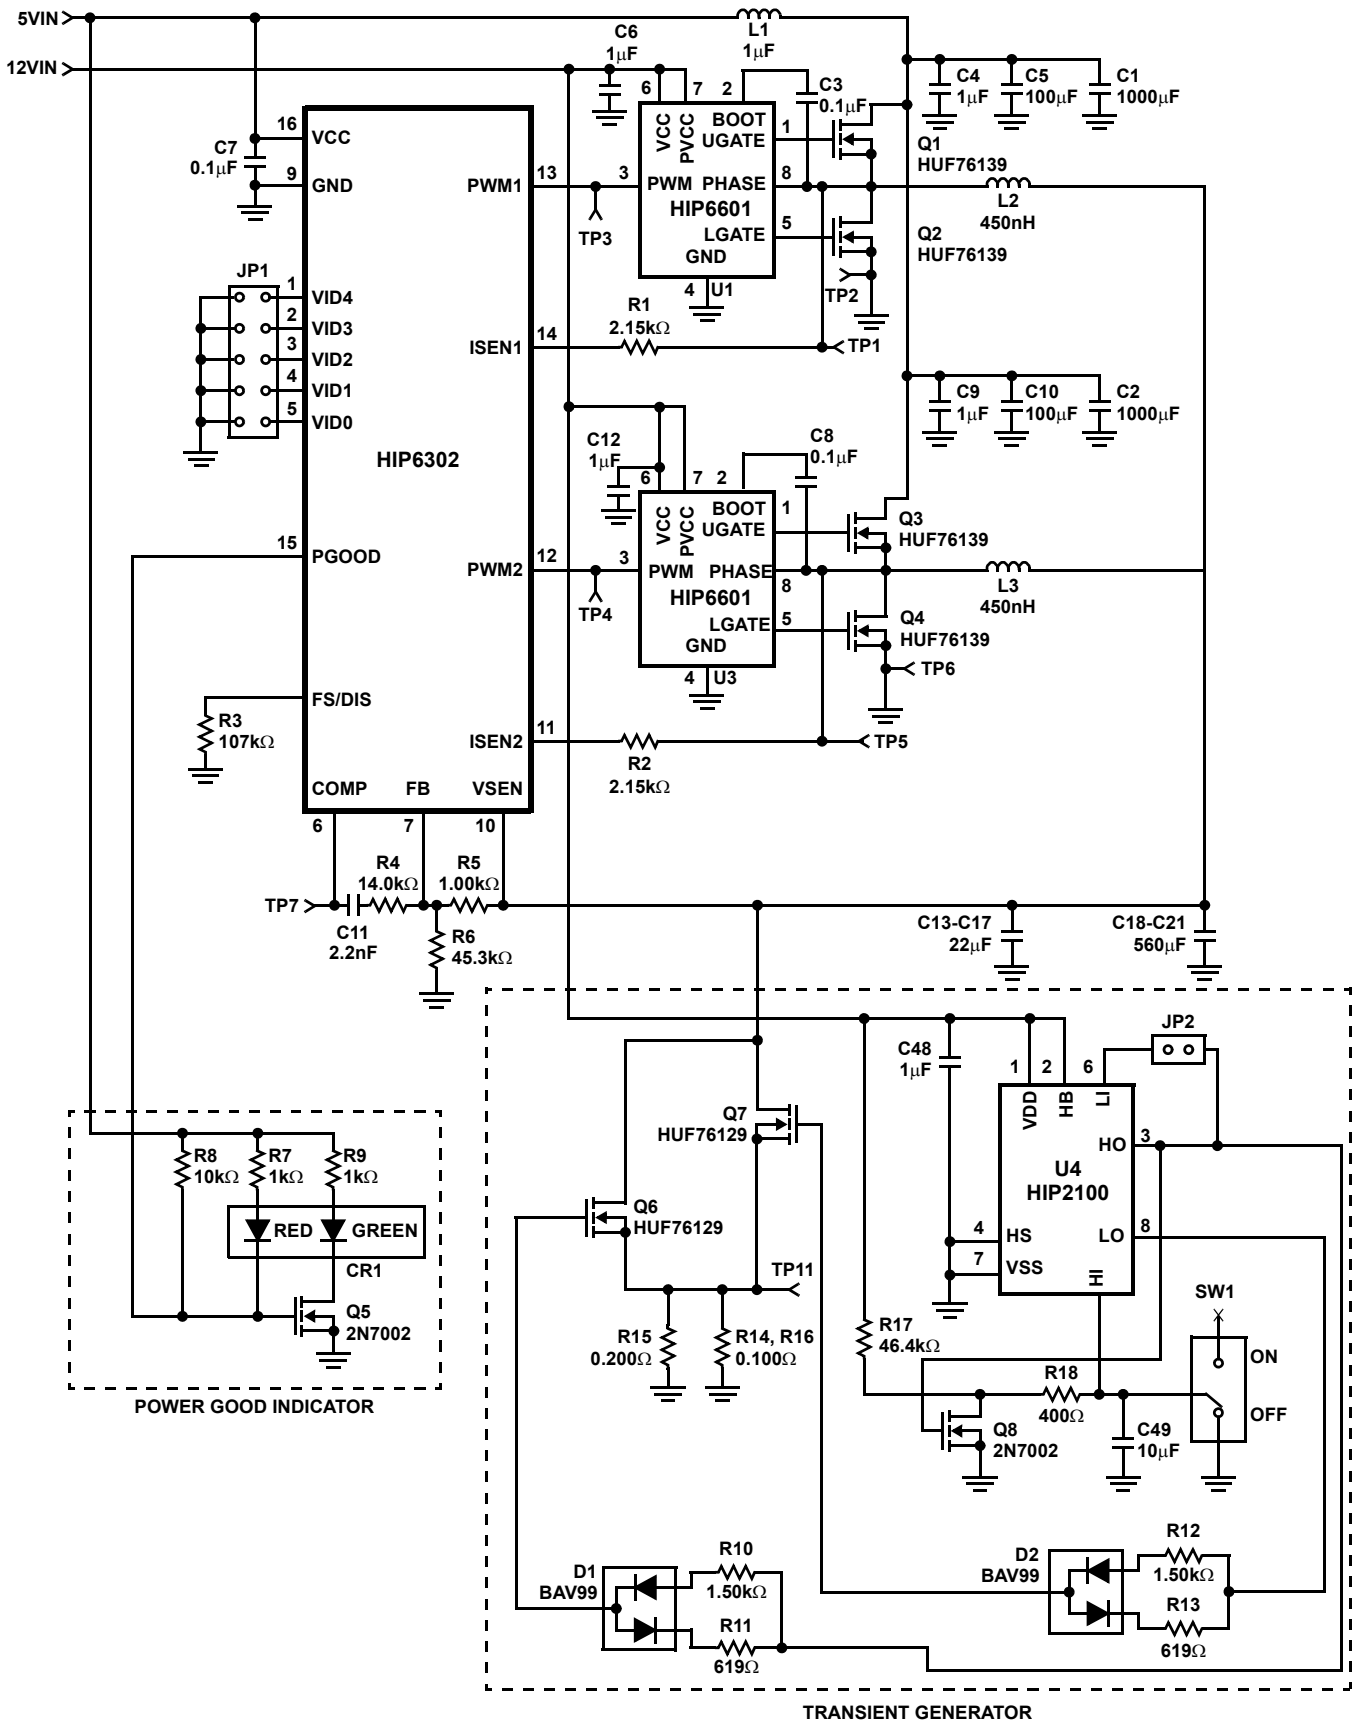 5VIN
12VIN
C6
1μF
L1
1μF
C3
0.1μF
C4
1μF
C5
100μF
C1
1000μF
16
VCC
C7
0.1μF
9
GND
PWM1
13
TP3
6
7
2
VCC
PVCC
BOOT
UGATE
1
3
PWM
PHASE
8
HIP6601
LGATE
5
GND
4
U1
Q1
HUF76139
L2
450nH
Q2
HUF76139
TP2
JP1
1
VID4
2
VID3
3
VID2
4
VID1
5
VID0
R1
2.15kΩ
14
ISEN1
TP1
HIP6302
C9
1μF
C10
100μF
C2
1000μF
C12
1μF
C8
0.1μF
6
7
2
VCC
PVCC
BOOT
UGATE
1
Q3
HUF76139
15
PGOOD
PWM2
12
TP4
3
PWM
PHASE
8
HIP6601
LGATE
5
GND
4
U3
L3
450nH
Q4
HUF76139
TP6
FS/DIS
R3
107kΩ
ISEN2
11
R2
2.15kΩ
TP5
COMP
FB
VSEN
6
7
10
R4
14.0kΩ
R5
1.00kΩ
TP7
C11
2.2nF
R6
45.3kΩ
C13-C17
22μF
C18-C21
560μF
C48
1μF
JP2
1
2
6
VDD
HB
LI
HO
3
U4
HIP2100
4
HS
LO
8
7
VSS
HI
Q7
HUF76129
Q6
HUF76129
TP11
R15
0.200Ω
R14, R16
0.100Ω
R17
46.4kΩ
SW1
ON
OFF
R18
400Ω
Q8
2N7002
C49
10μF
R8
10kΩ
R7
1kΩ
R9
1kΩ
RED
GREEN
CR1
Q5
2N7002
POWER GOOD INDICATOR
D1
BAV99
R10
1.50kΩ
R11
619Ω
D2
BAV99
R12
1.50kΩ
R13
619Ω
TRANSIENT GENERATOR